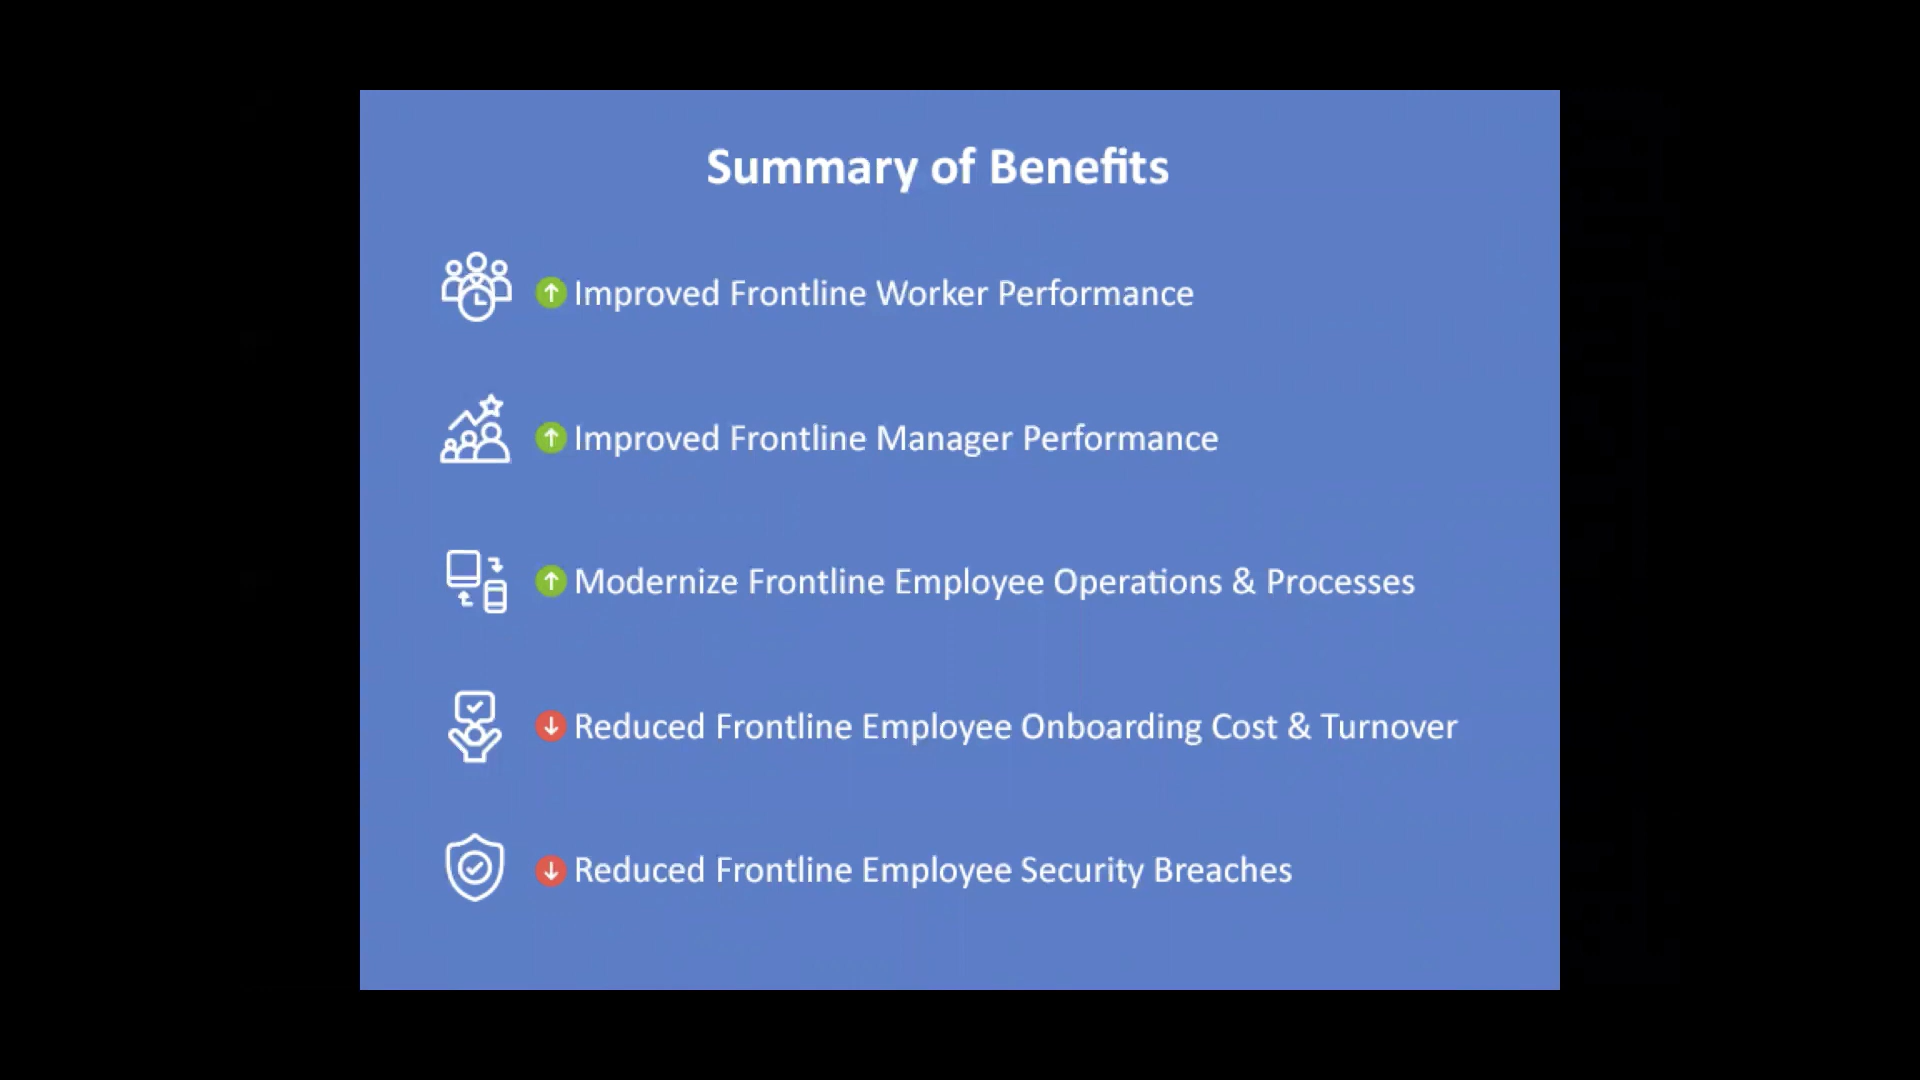 Summary of Benefits
Improved Frontline Worker Performance
Improved Frontline Manager Performance
Modernize Frontline Employee Operations & Processes
Reduced Frontline Employee Onboarding Cost & Turnover
Reduced Frontline Employee Security Breaches